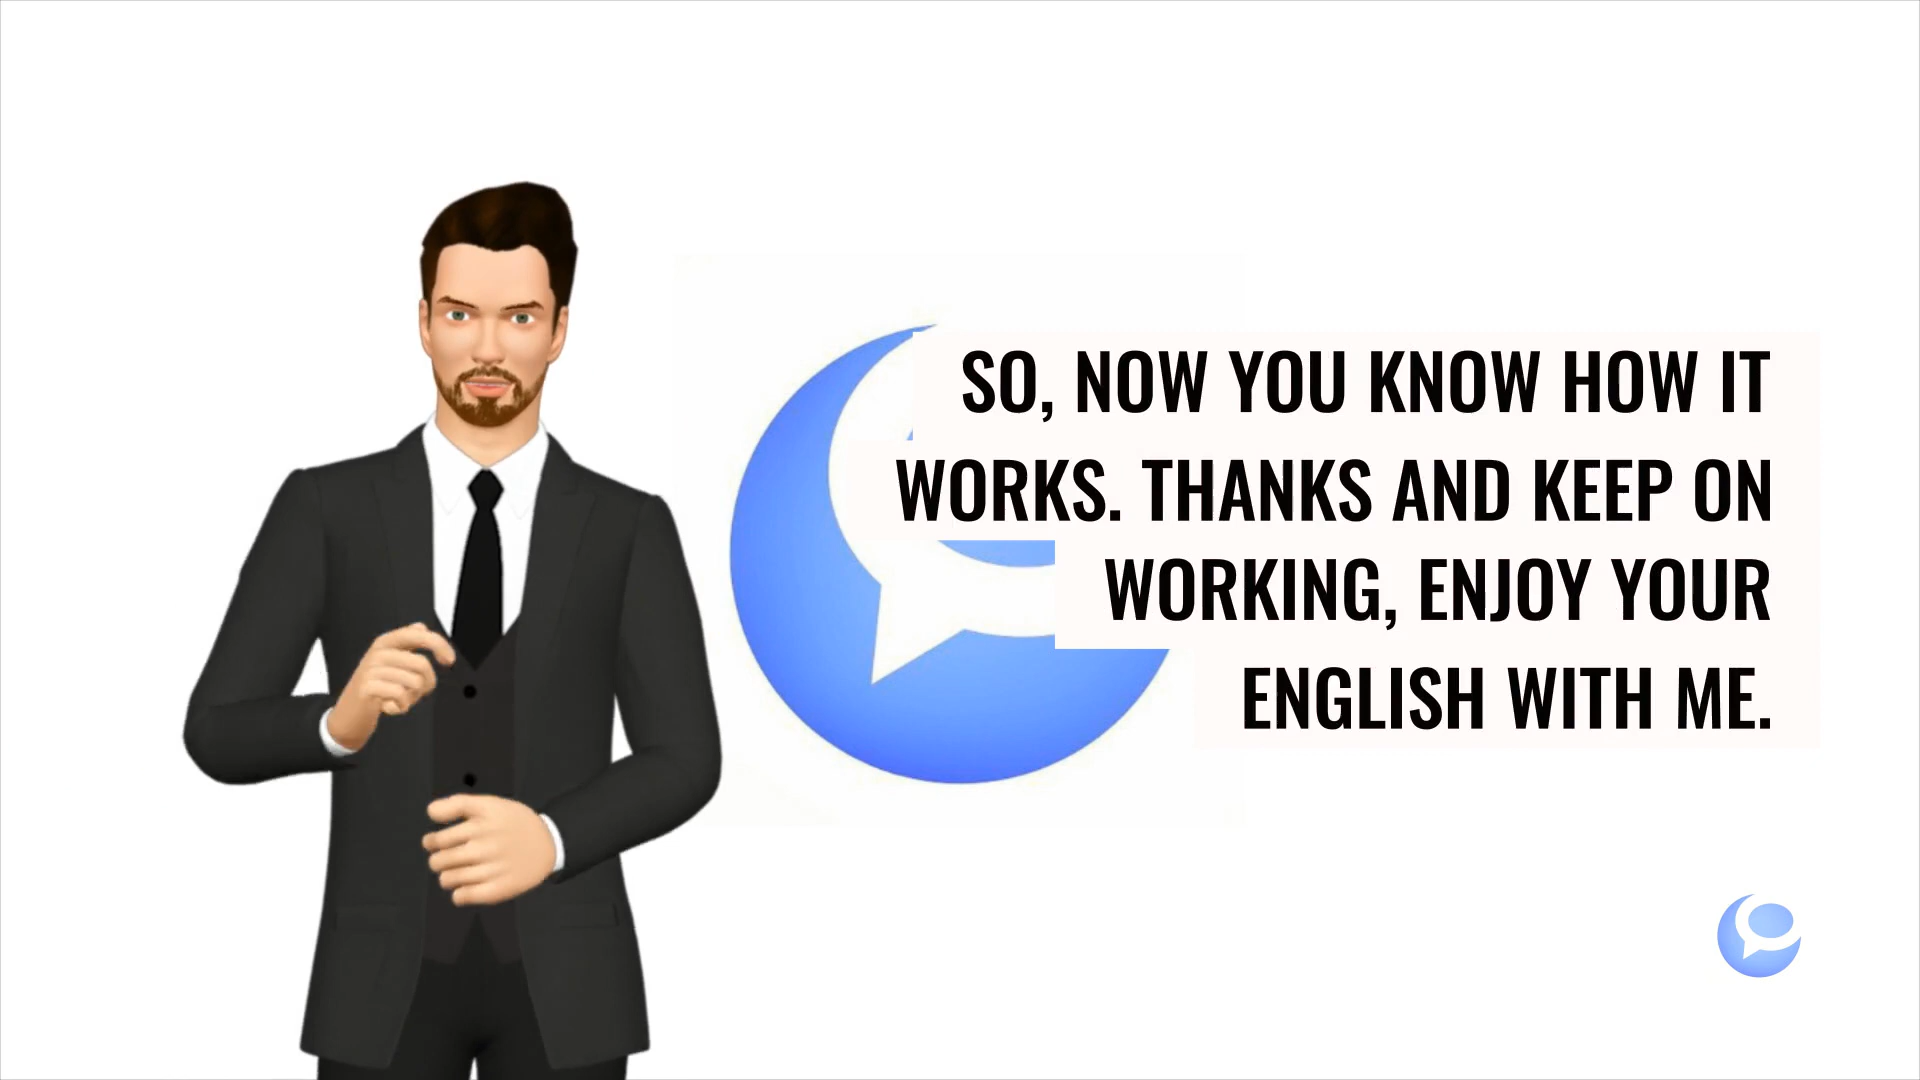 SO, NOW YOU KNOW HOW IT
WORKS. THANKS AND KEEP ON
WORKING, ENJOY YOUR
ENGLISH WITH ME.